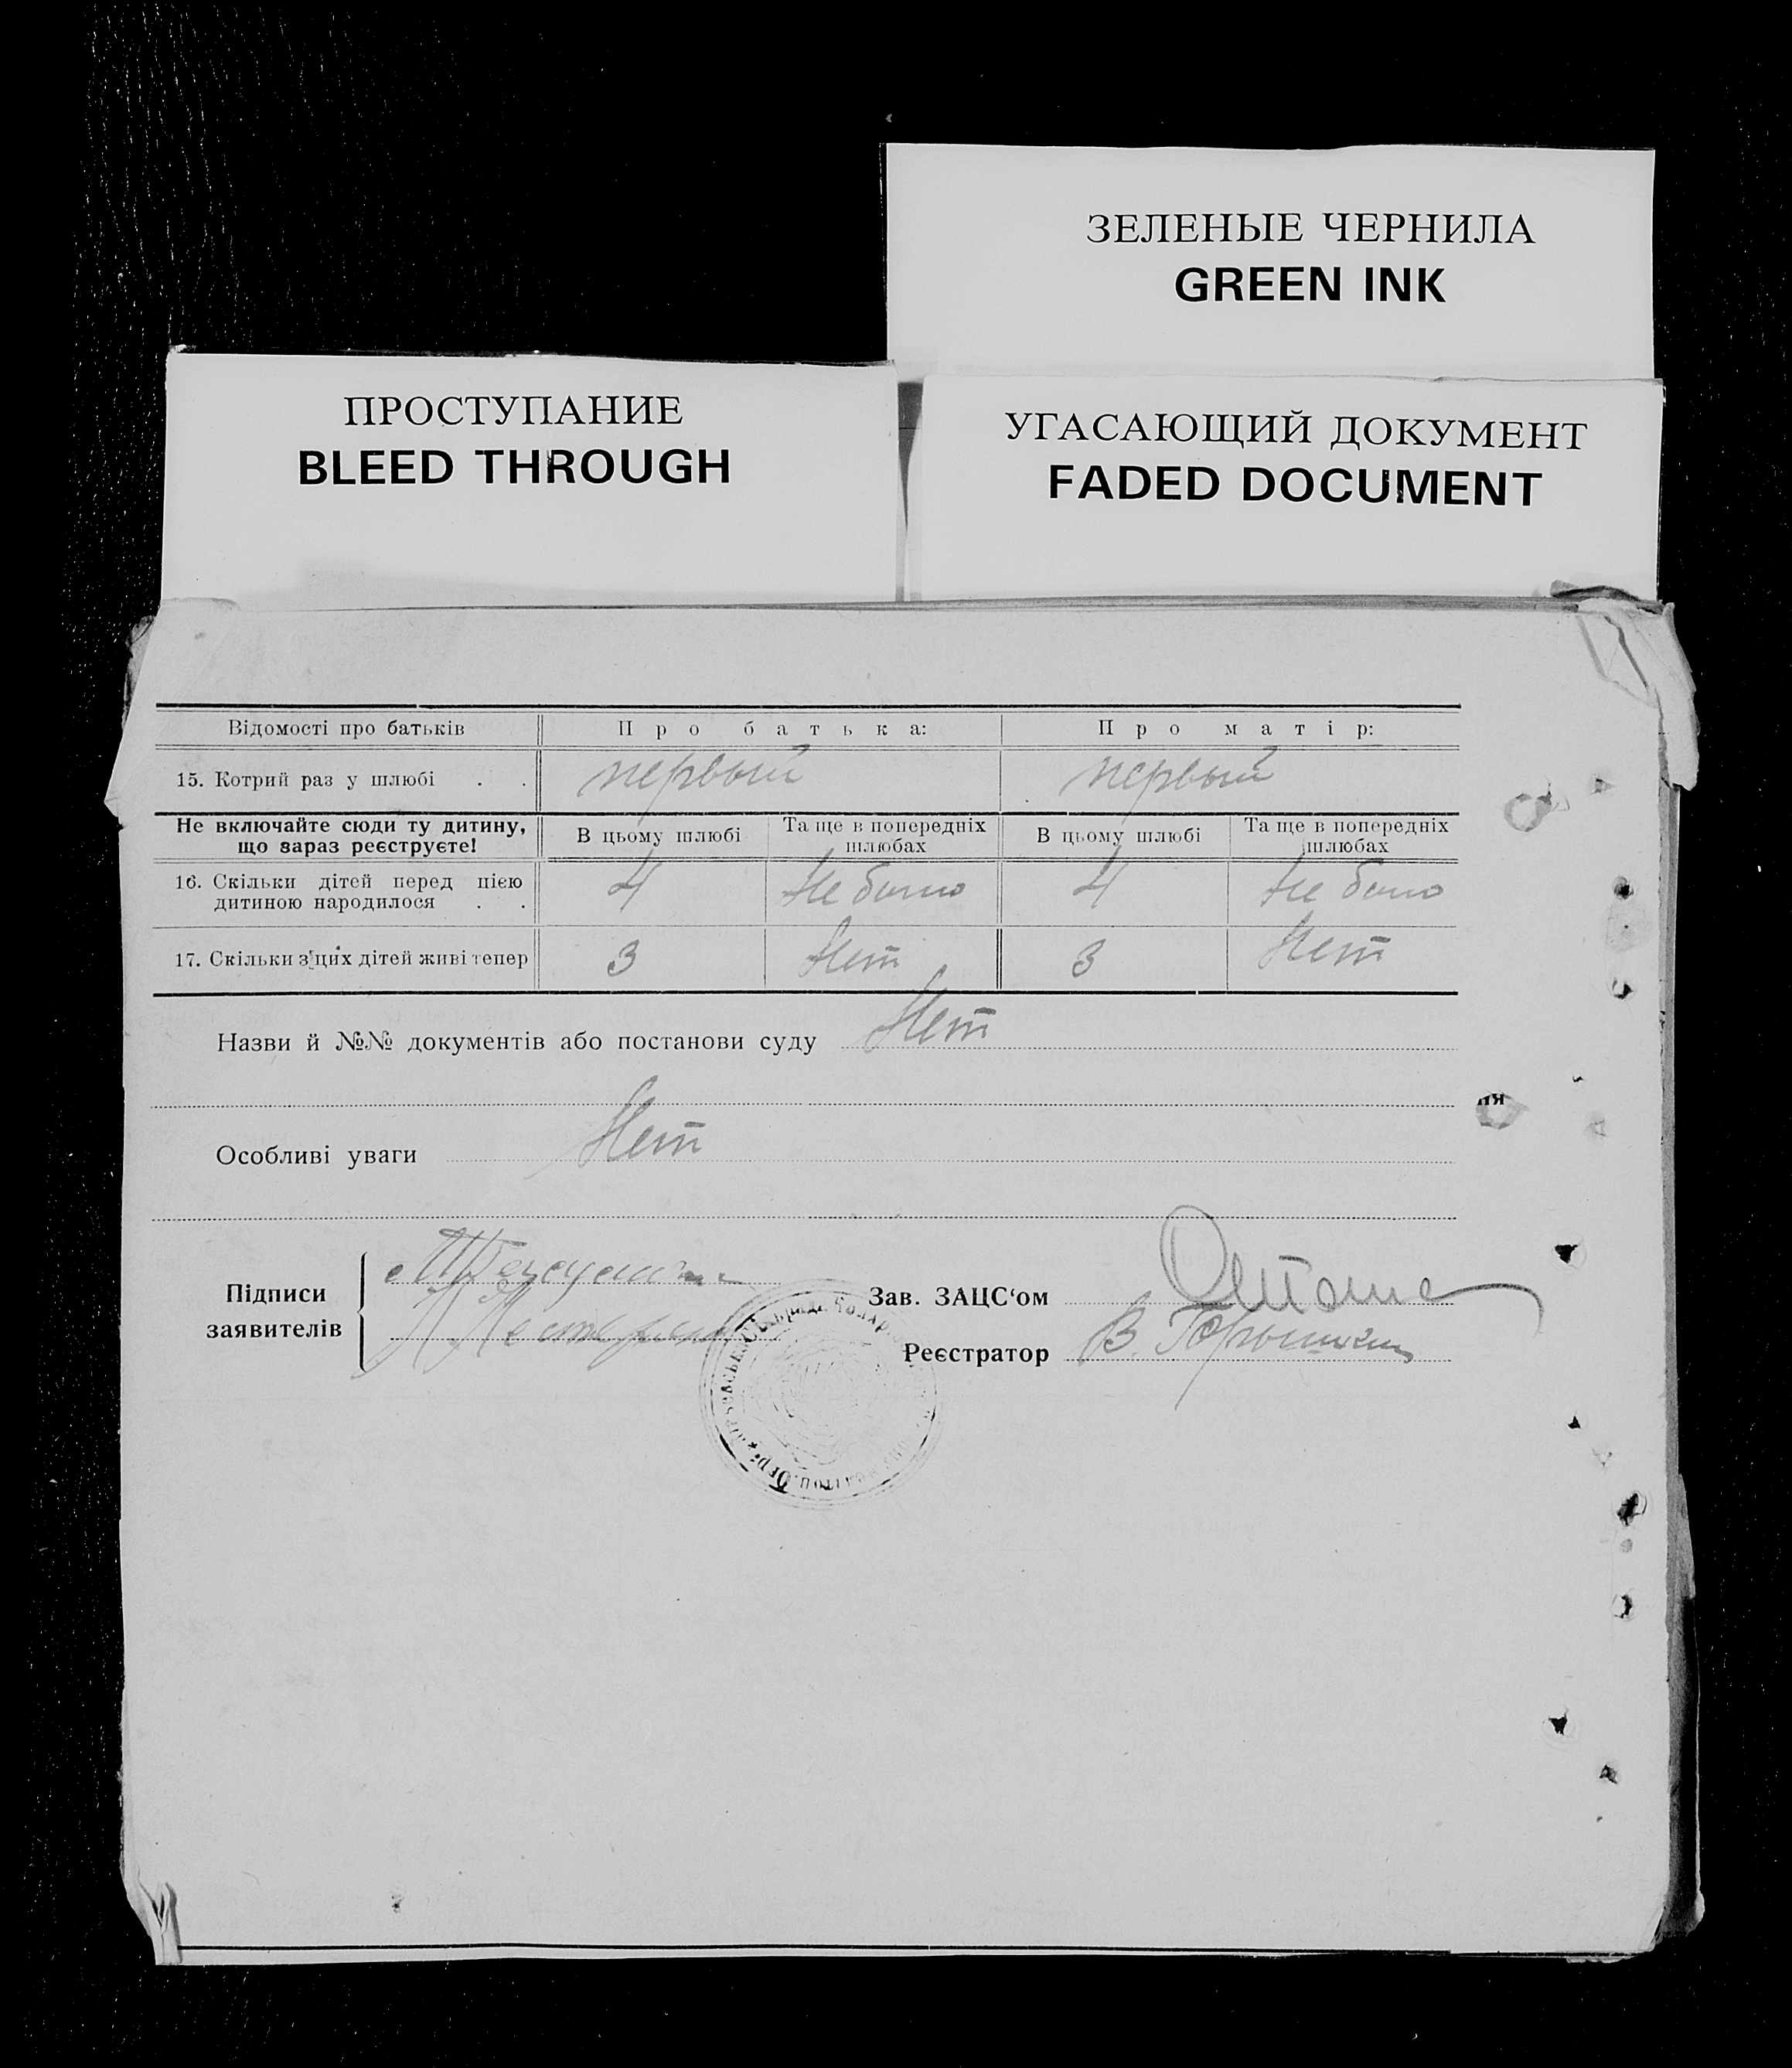 ЗЕЛЕНЫЕ ЧЕРНИЛА
GREEN INK
ПРОСТУПАНИЕ
BLEED THROUGH
УГАСАЮЩИЙ ДОКУМЕНТ
FADED DOCUMENT
Відомості про батьків Про батька: Про матір:
15. Котрий раз у шлюбі . . первый первый
Не включайте сюди ту дитину, що зараз реєструєте! В цьому шлюбі Та ще в попередніх шлюбах В цьому шлюбі Та ще в попередніх шлюбах
16. Скільки дітей перед цією дитиною народилося . . 4 Не было 4 Не было
17. Скільки з цих дітей живі тепер 3 Нет 3 Нет
Назви й №№ документів або постанови суду Нет
Особливі уваги Нет
Підписи заявителів
Зав. ЗАЦС‘ом
Реєстратор В.
ня